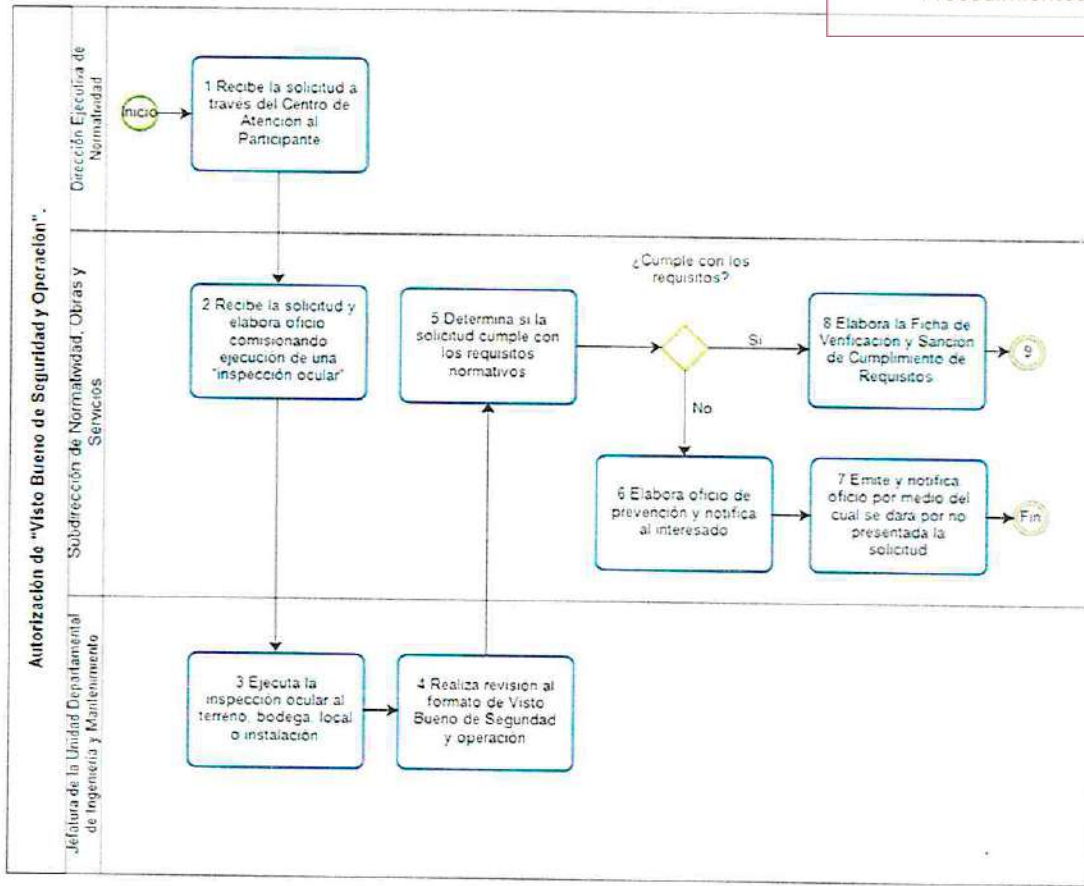 Autorización de "Visto Bueno de Seguridad y Operación".
Dirección Ejecutiva de
Normatividad
Inicio
1 Recibe la solicitud a
través del Centro de
Atención al
Participante
Subdirección de Normatividad, Obras y
Servicios
2 Recibe la solicitud y
elabora oficio
comisionando
ejecución de una
"inspección ocular"
5 Determina si la
solicitud cumple con
los requisitos
normativos
¿Cumple con los
requisitos?
Si
8 Elabora la Ficha de
Verificación y Sanción
de Cumplimiento de
Requisitos
9
No
6 Elabora oficio de
prevención y notifica
al interesado
7 Emite y notifica
oficio por medio del
cual se dara por no
presentada la
solicitud
Fin
Jefatura de la Unidad Departamental
de Ingeniería y Mantenimiento
3 Ejecuta la
inspección ocular al
terreno, bodega, local
o instalación
4 Realiza revisión al
formato de Visto
Bueno de Seguridad
y operación